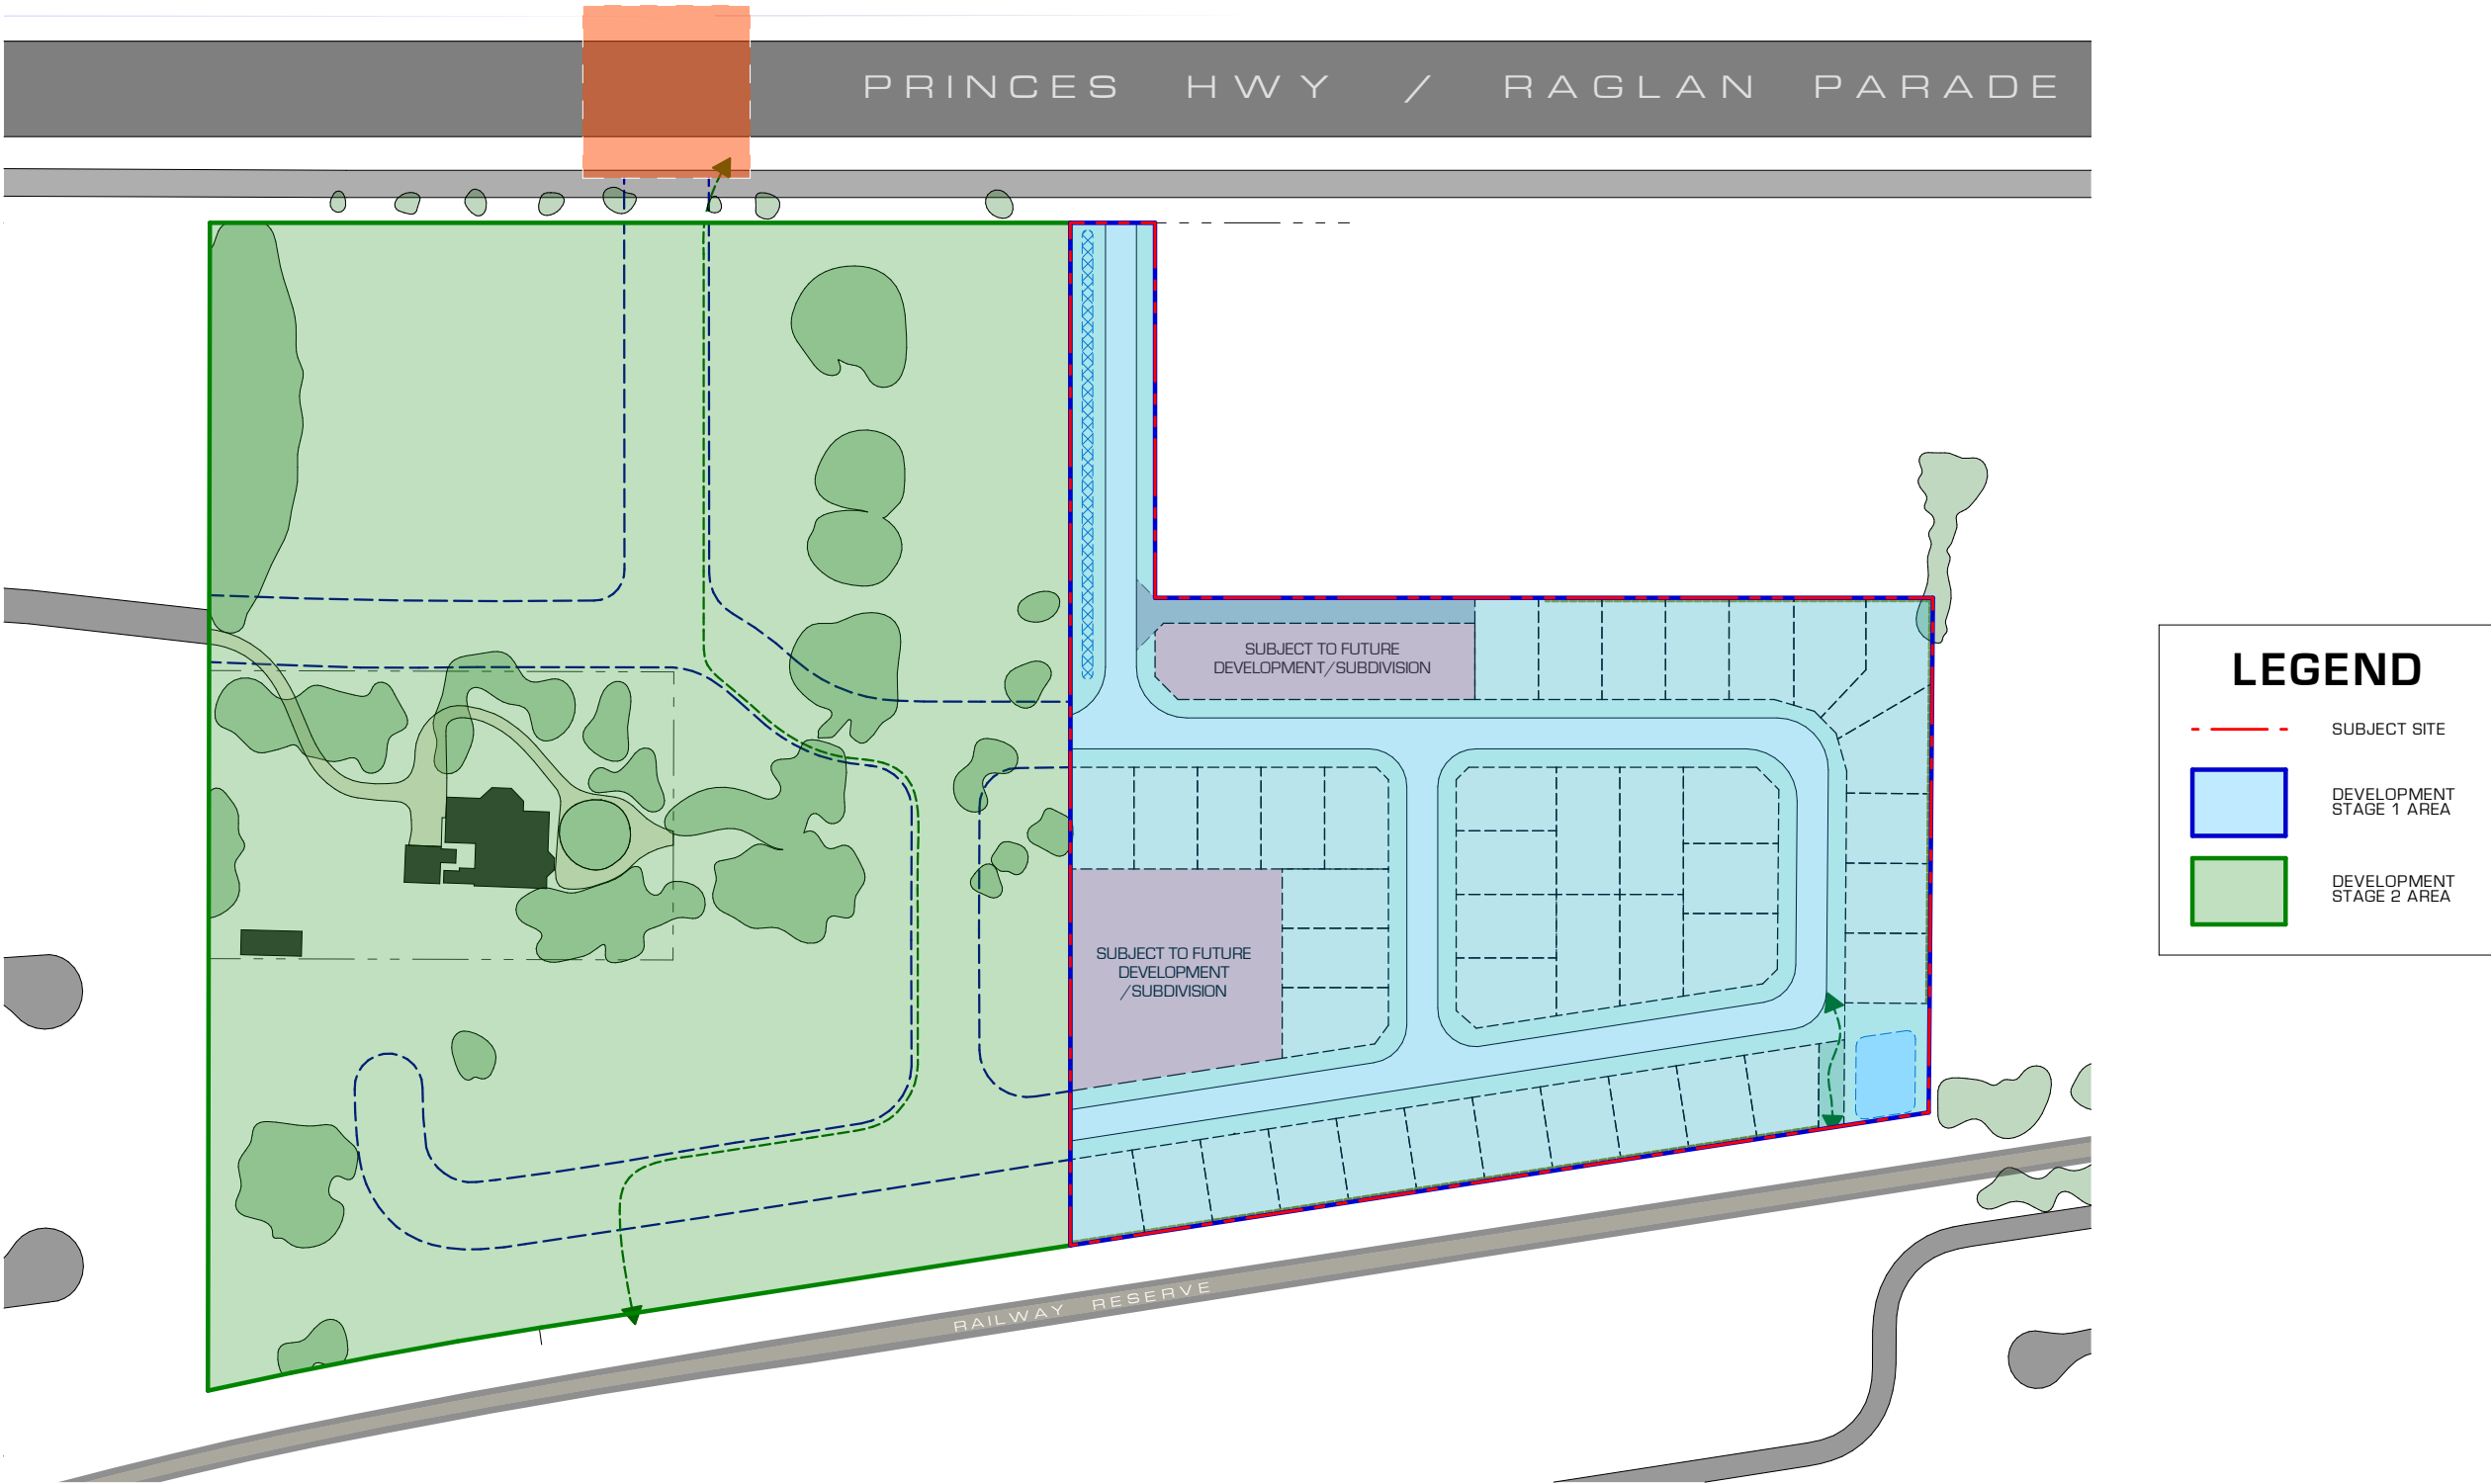 PRINCES HWY / RAGLAN PARADE
SUBJECT TO FUTURE
DEVELOPMENT/SUBDIVISION
SUBJECT TO FUTURE
DEVELOPMENT
/SUBDIVISION
RAILWAY RESERVE
LEGEND
SUBJECT SITE
DEVELOPMENT
STAGE 1 AREA
DEVELOPMENT
STAGE 2 AREA